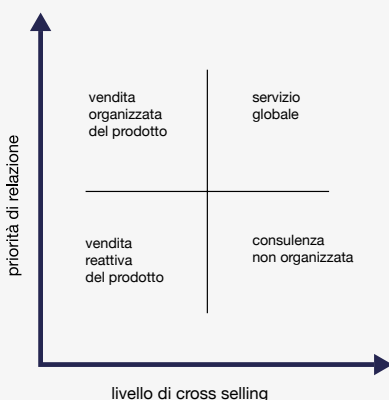 vendita
organizzata
del prodotto
servizio
globale
priorità di relazione
vendita
reattiva
del prodotto
consulenza
non organizzata
livello di cross selling